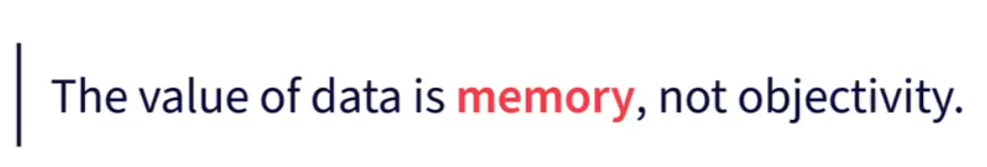 The value of data is memory, not objectivity.